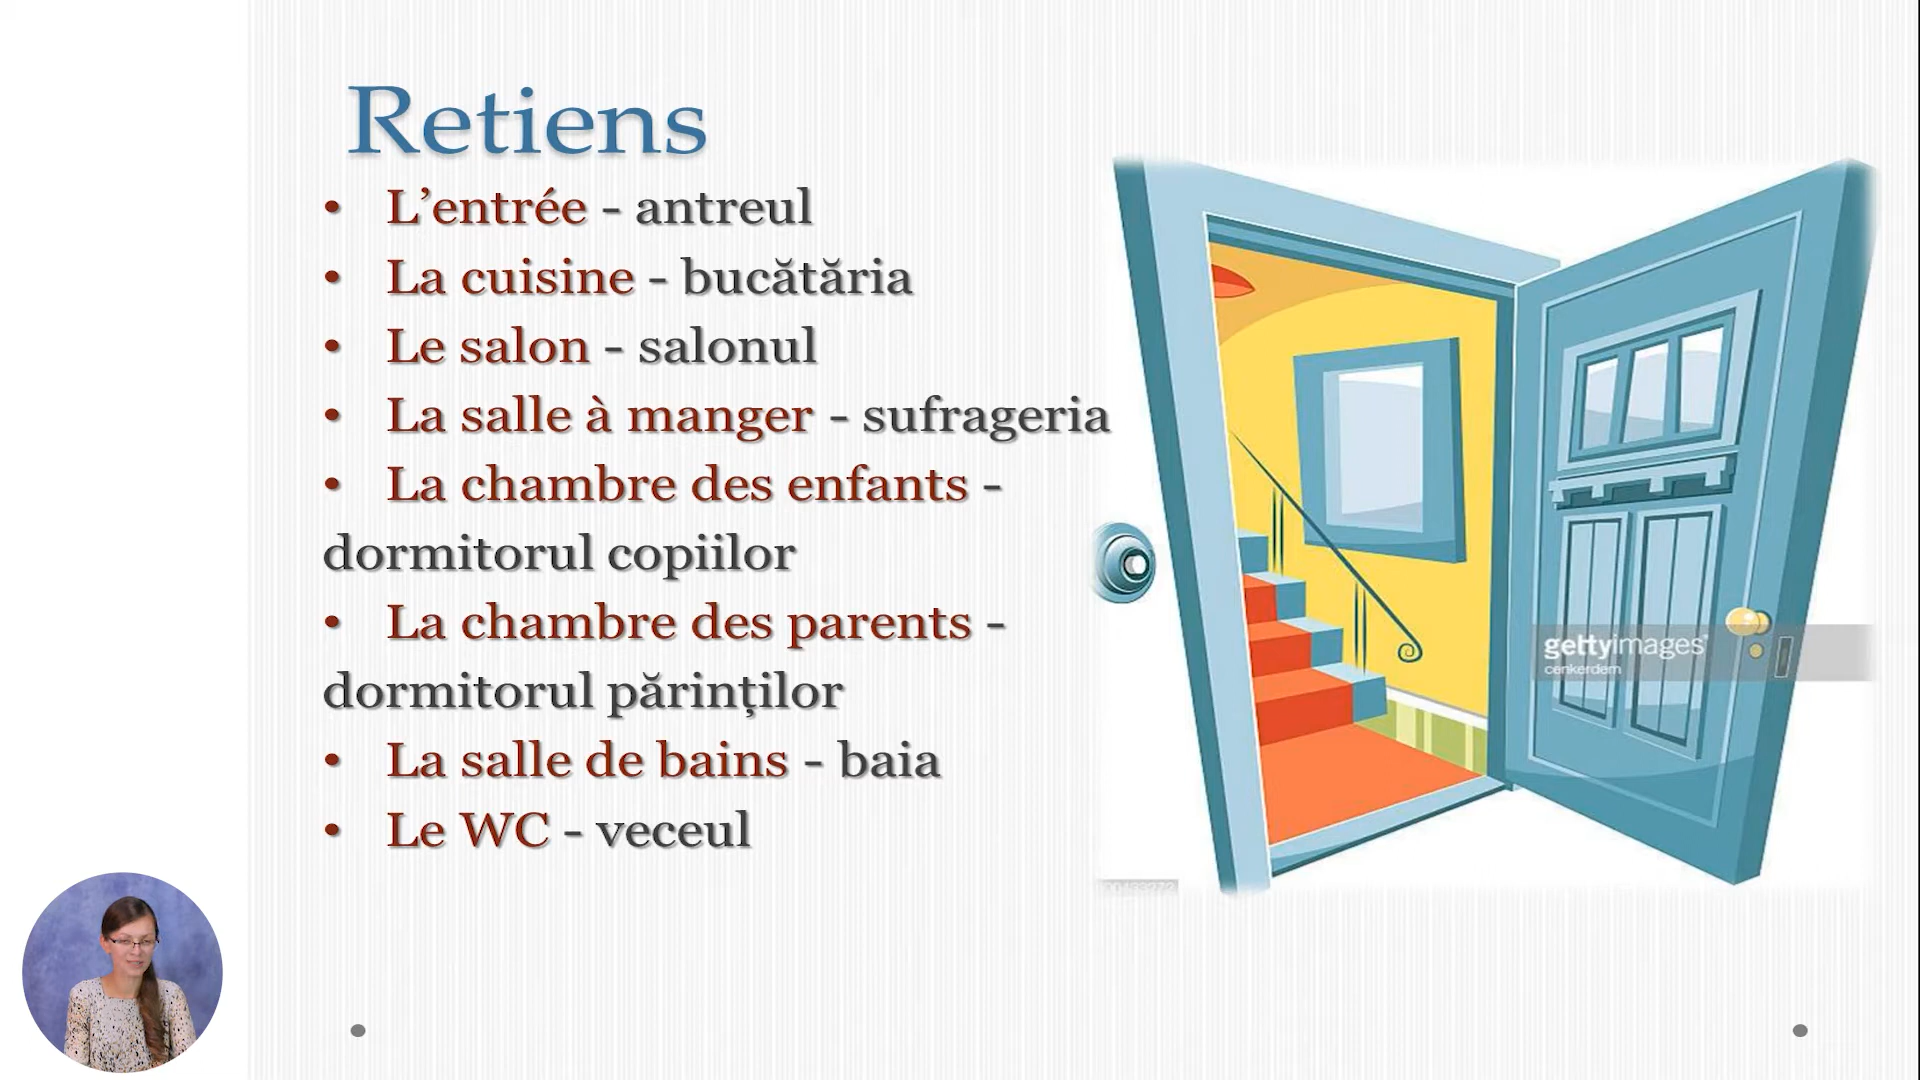 Retiens
• L’entrée - antreul
• La cuisine - bucătăria
• Le salon - salonul
• La salle à manger - sufrageria
• La chambre des enfants -
dormitorul copiilor
• La chambre des parents -
dormitorul părinților
• La salle de bains - baia
• Le WC - veceul
gettyimages
cenkerdem